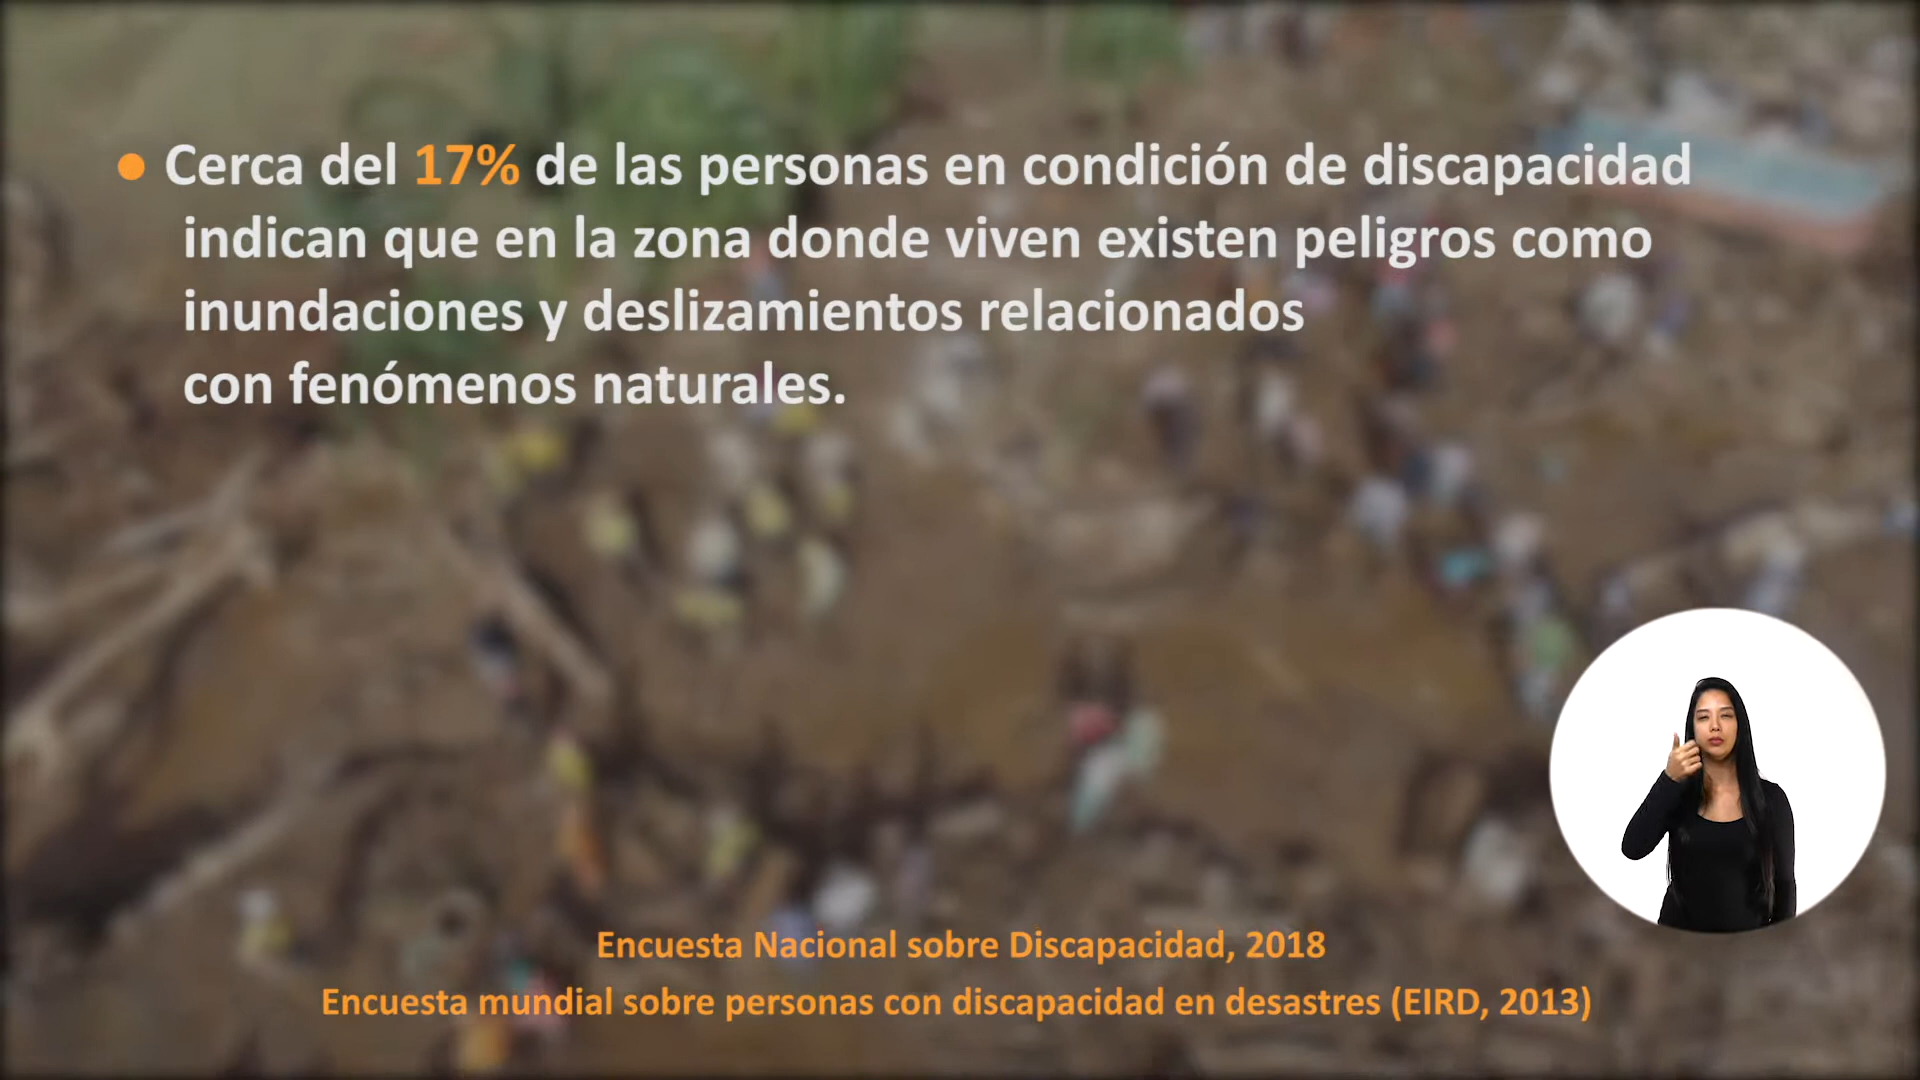 ● Cerca del 17% de las personas en condición de discapacidad
indican que en la zona donde viven existen peligros como
inundaciones y deslizamientos relacionados
con fenómenos naturales.
Encuesta Nacional sobre Discapacidad, 2018
Encuesta mundial sobre personas con discapacidad en desastres (EIRD, 2013)